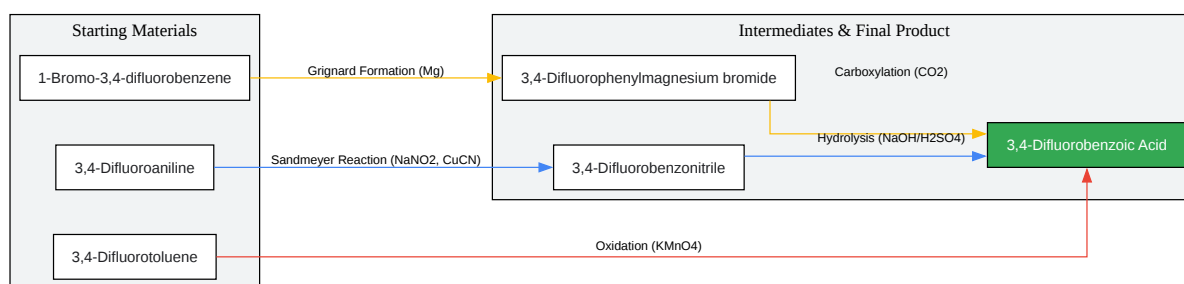 Starting Materials
Intermediates & Final Product
1-Bromo-3,4-difluorobenzene
Grignard Formation (Mg)
3,4-Difluorophenylmagnesium bromide
Carboxylation (CO2)
3,4-Difluoroaniline
Sandmeyer Reaction (NaNO2, CuCN)
3,4-Difluorobenzonitrile
Hydrolysis (NaOH/H2SO4)
3,4-Difluorobenzoic Acid
3,4-Difluorotoluene
Oxidation (KMnO4)